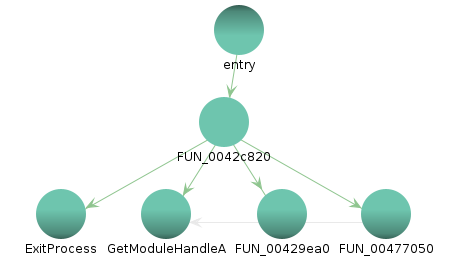 entry
FUN_0042c820
ExitProcess
GetModuleHandleA
FUN_00429ea0
FUN_00477050